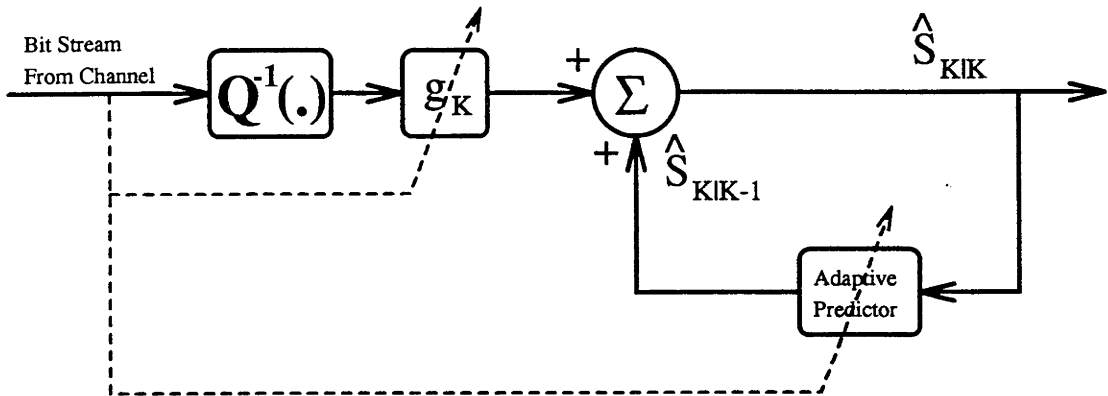 Bit Stream
From Channel
Q⁻¹(.)
g_K
+
Σ
+
Ŝ_K|K
Ŝ_K|K-1
Adaptive
Predictor